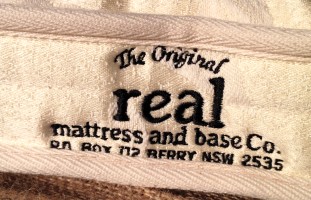 The Original
real
mattress and base Co.
P.O. BOX 712 BERRY NSW 2535